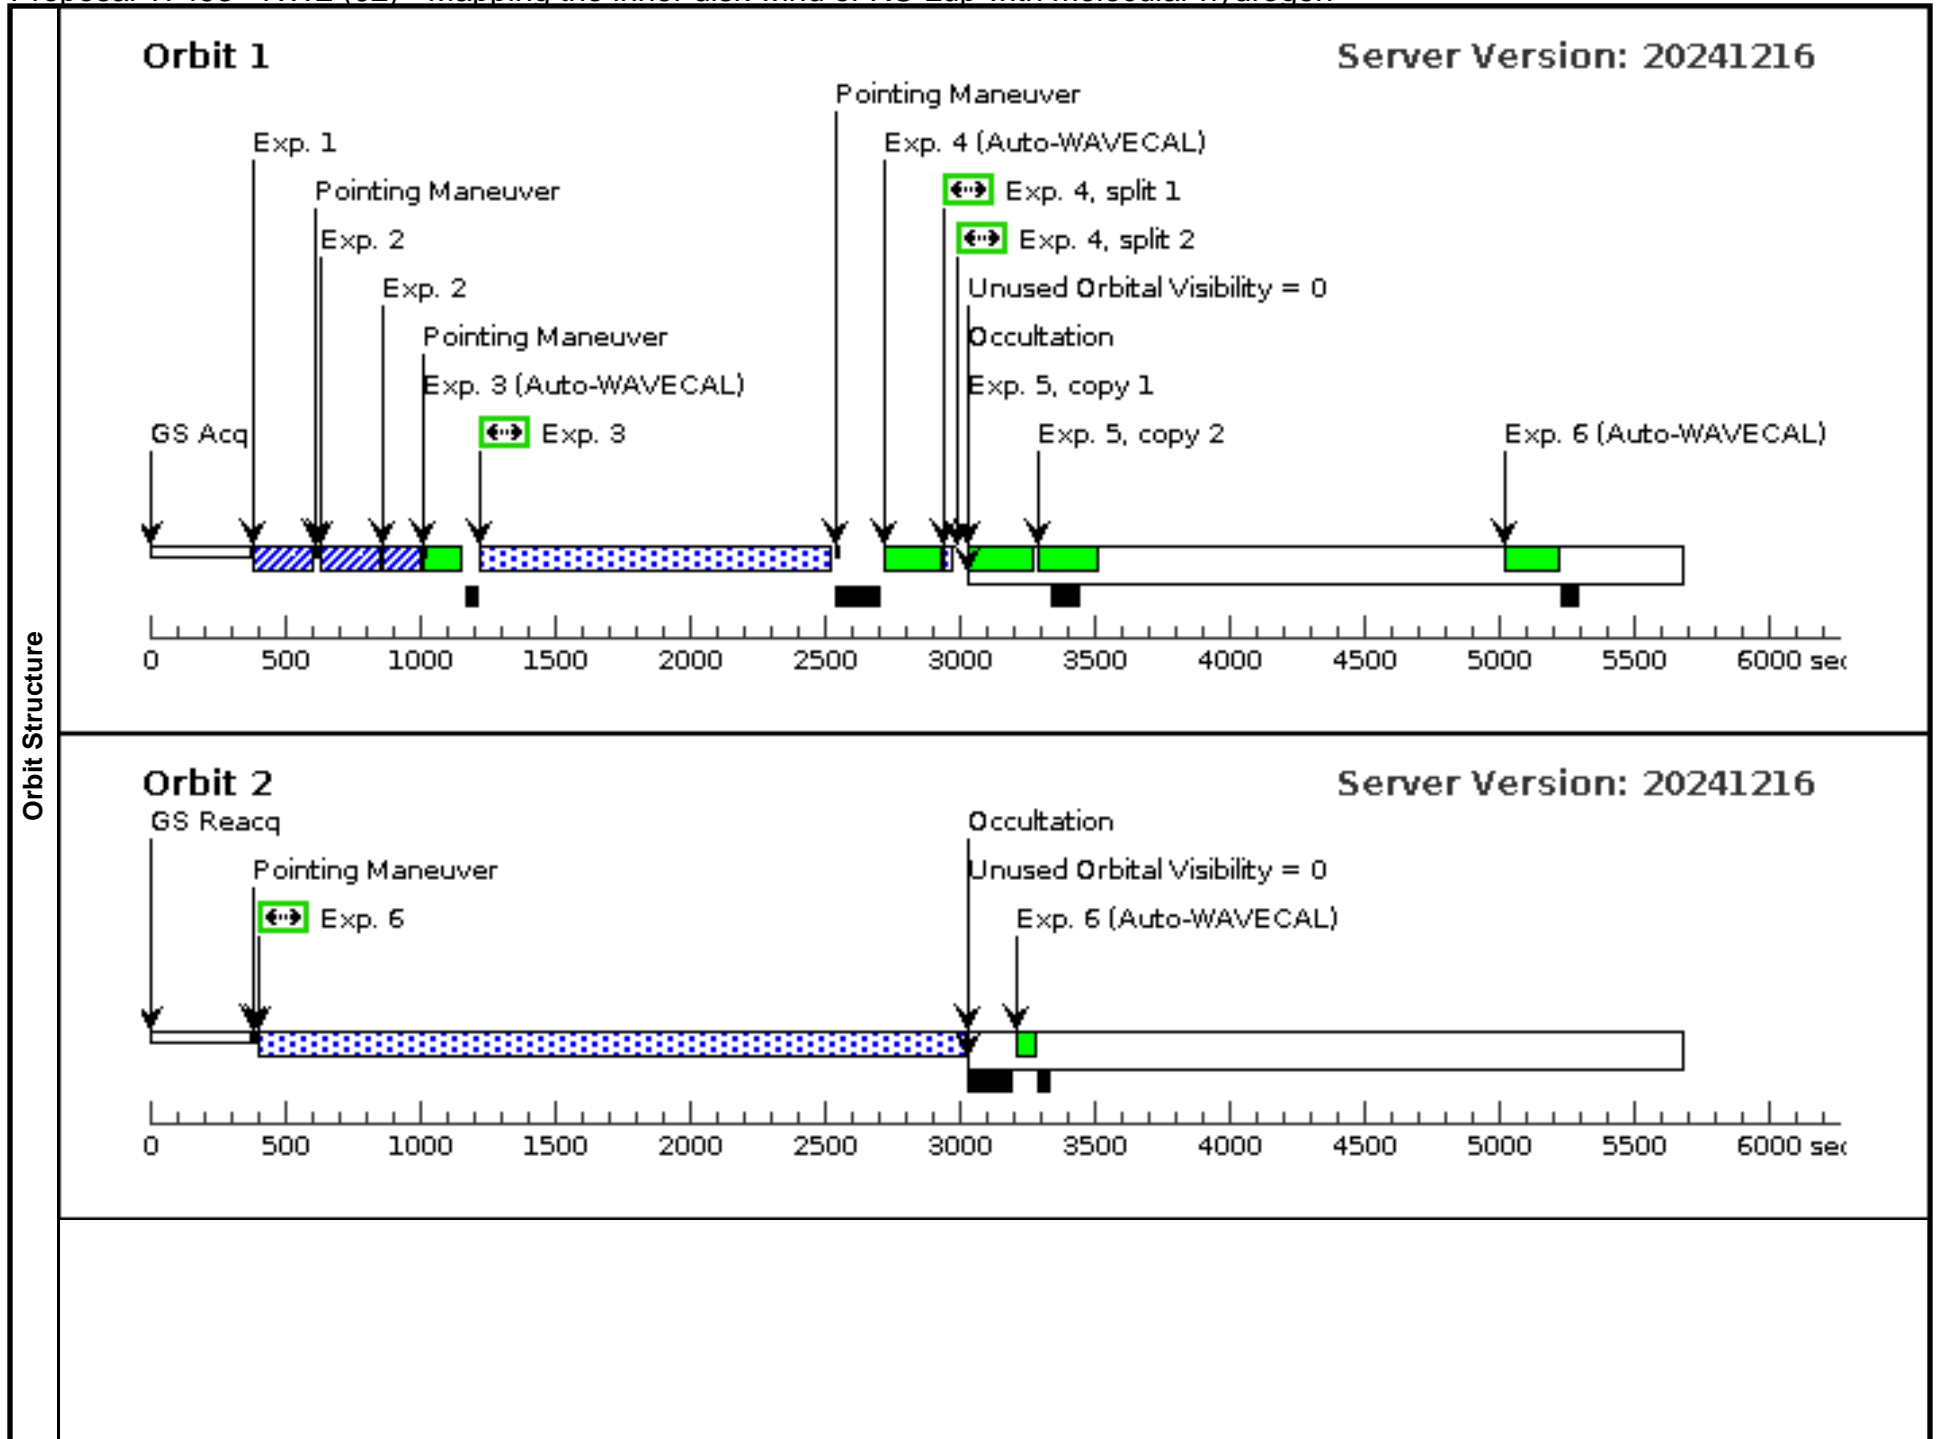 Orbit Structure
Orbit 1
Server Version: 20241216
Pointing Maneuver
Exp. 1
Exp. 4 (Auto-WAVECAL)
Pointing Maneuver
Exp. 4, split 1
Exp. 2
Exp. 4, split 2
Exp. 2
Unused Orbital Visibility = 0
Pointing Maneuver
Occultation
Exp. 3 (Auto-WAVECAL)
Exp. 5, copy 1
GS Acq
Exp. 3
Exp. 5, copy 2
Exp. 6 (Auto-WAVECAL)
0 500 1000 1500 2000 2500 3000 3500 4000 4500 5000 5500 6000
Orbit 2
Server Version: 20241216
GS Reacq
Occultation
Pointing Maneuver
Unused Orbital Visibility = 0
Exp. 6
Exp. 6 (Auto-WAVECAL)
0 500 1000 1500 2000 2500 3000 3500 4000 4500 5000 5500 6000